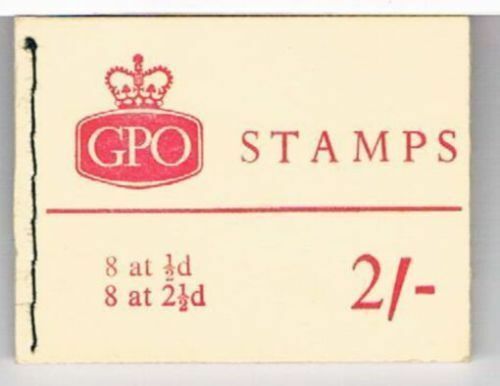 GPO STAMPS
8 at ½d
8 at 2½d
2/-